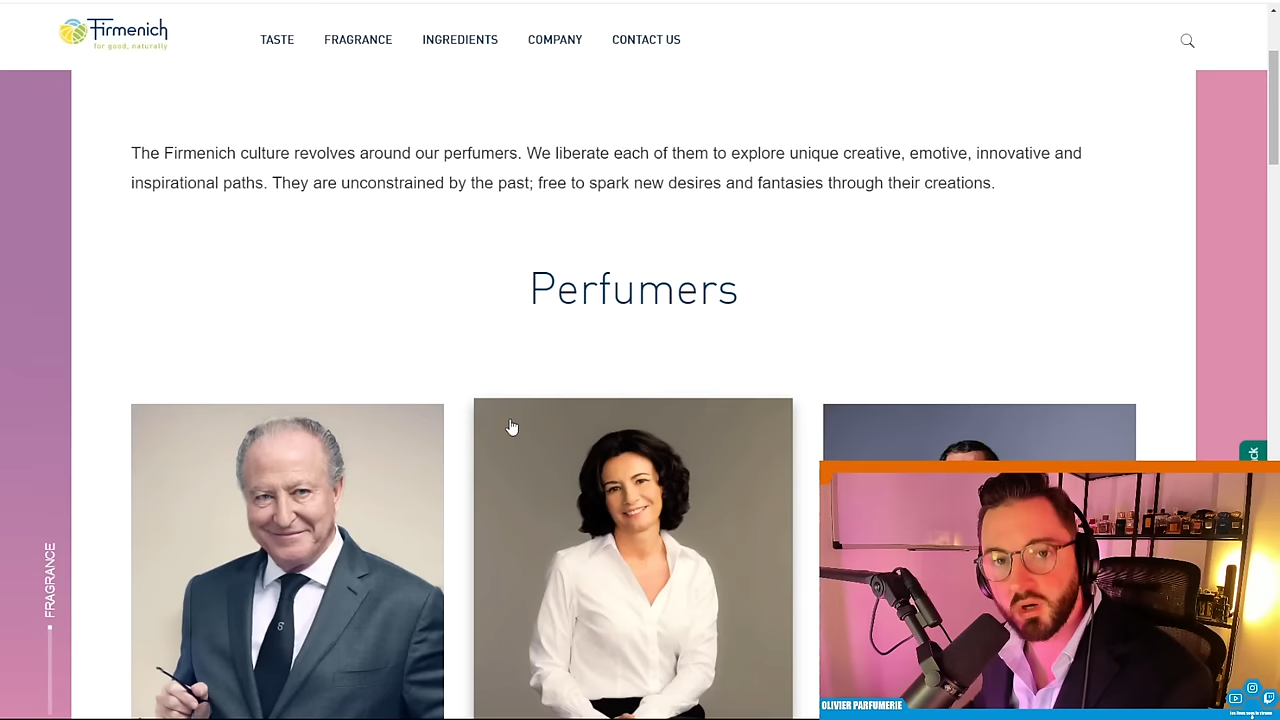 Firmenich
for good, naturally
TASTE
FRAGRANCE
INGREDIENTS
COMPANY
CONTACT US
The Firmenich culture revolves around our perfumers. We liberate each of them to explore unique creative, emotive, innovative and
inspirational paths. They are unconstrained by the past; free to spark new desires and fantasies through their creations.
Perfumers
FRAGRANCE
ck
OLIVIER PARFUMERIE